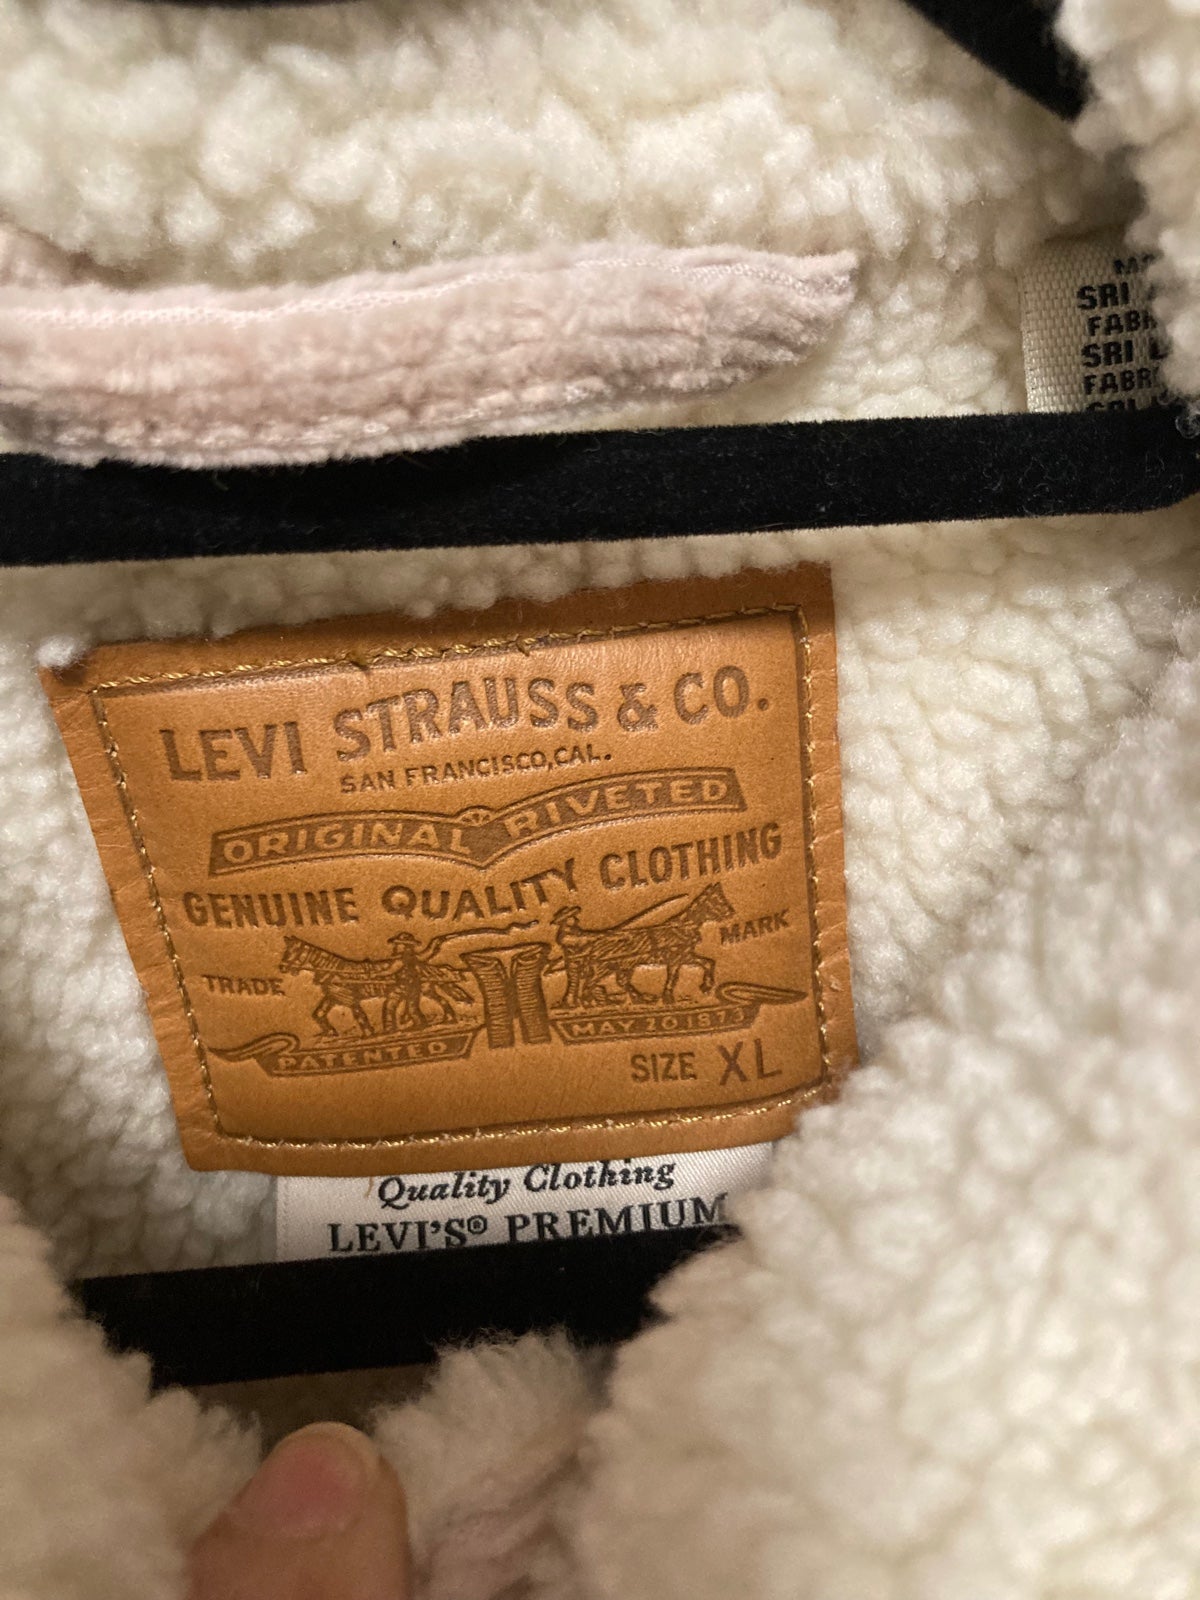 SRI
SRI
LEVI STRAUSS & CO.
SAN FRANCISCO, CAL.
ORIGINAL RIVETED
GENUINE QUALITY CLOTHING
TRADE MARK
PATENTED MAY 20 1873
SIZE XL
Quality Clothing
LEVI'S® PREMIUM